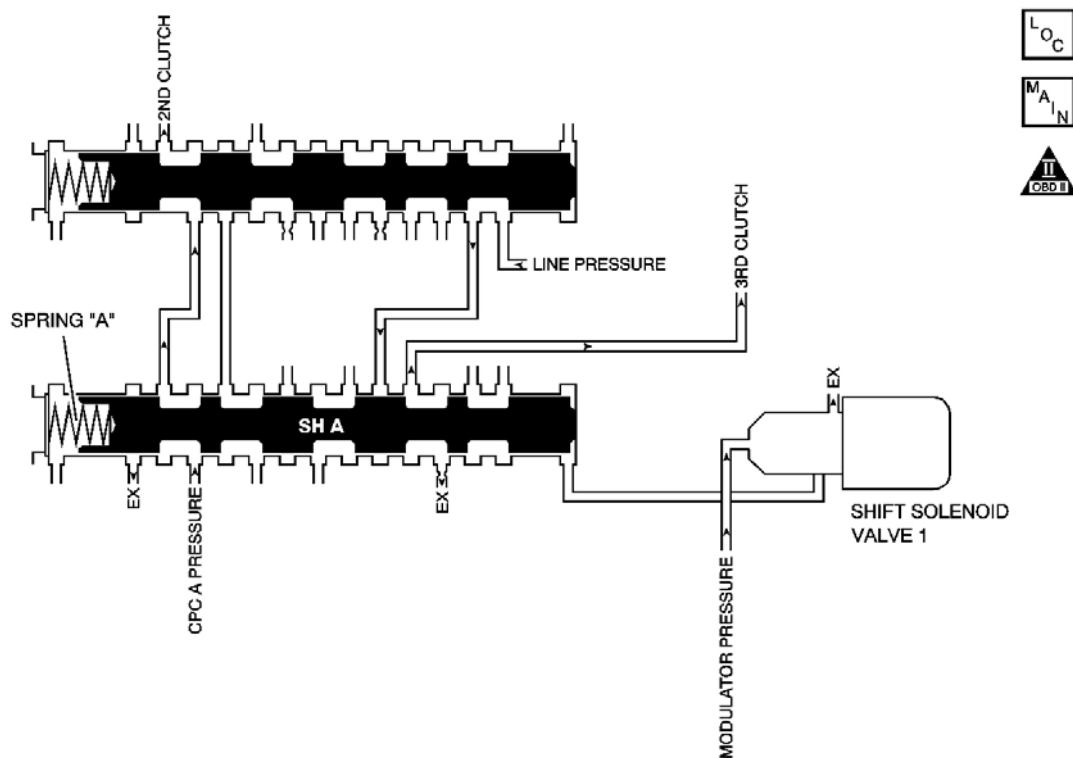 2ND CLUTCH
LOC
MAIN
II
OBD II
LINE PRESSURE
3RD CLUTCH
SPRING "A"
SH A
EX
EX
CPC A PRESSURE
EX
SHIFT SOLENOID
VALVE 1
MODULATOR PRESSURE